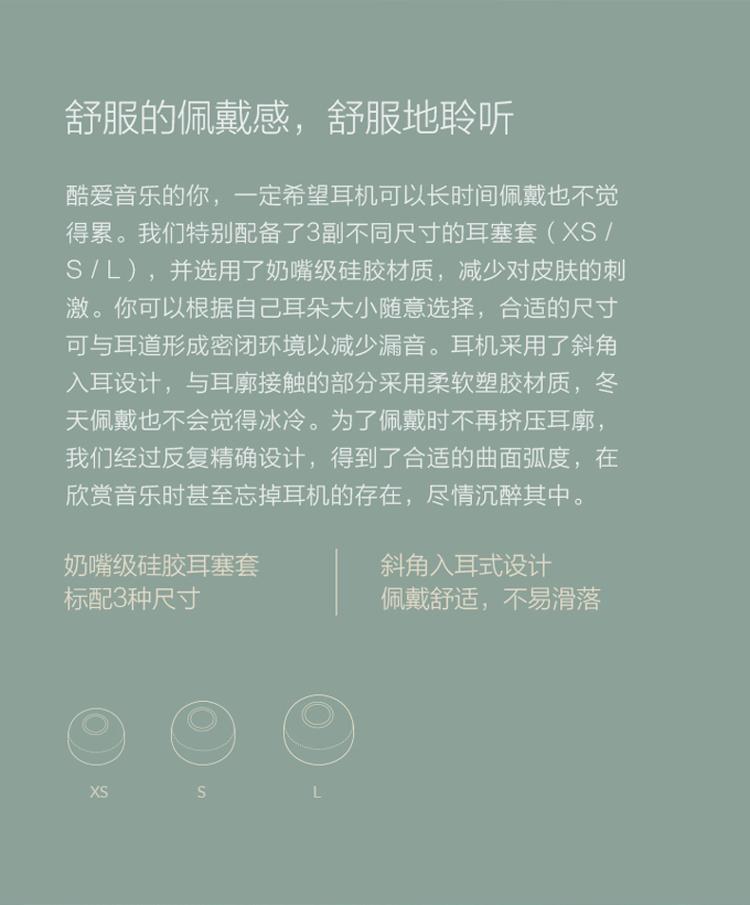 舒服的佩戴感，舒服地聆听
酷爱音乐的你，一定希望耳机可以长时间佩戴也不觉
得累。我们特别配备了3副不同尺寸的耳塞套（XS /
S / L），并选用了奶嘴级硅胶材质，减少对皮肤的刺
激。你可以根据自己耳朵大小随意选择，合适的尺寸
可与耳道形成密闭环境以减少漏音。耳机采用了斜角
入耳设计，与耳廓接触的部分采用柔软塑胶材质，冬
天佩戴也不会觉得冰冷。为了佩戴时不再挤压耳廓，
我们经过反复精确设计，得到了合适的曲面弧度，在
欣赏音乐时甚至忘掉耳机的存在，尽情沉醉其中。
奶嘴级硅胶耳塞套
标配3种尺寸
斜角入耳式设计
佩戴舒适，不易滑落
XS
S
L